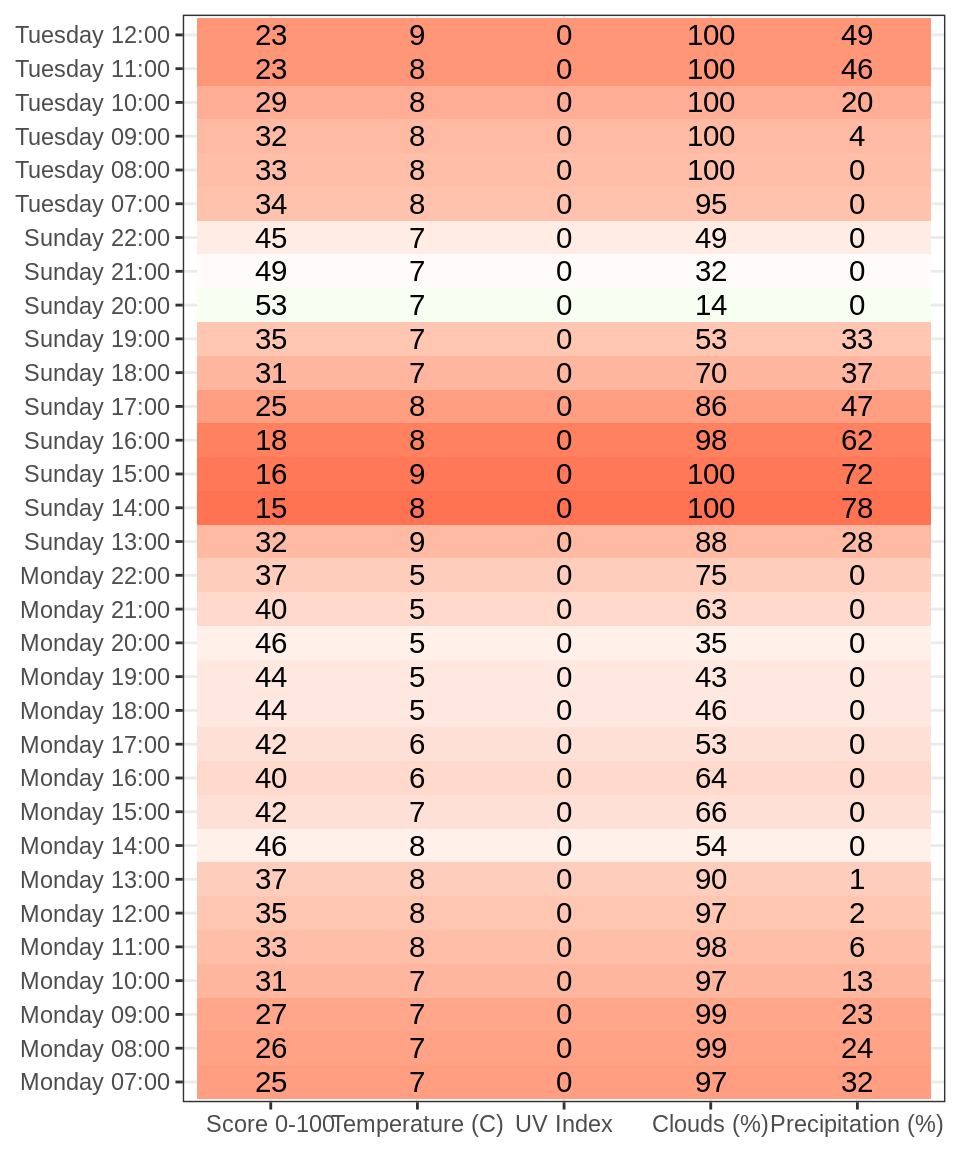 Tuesday 12:00 23 9 0 100 49
Tuesday 11:00 23 8 0 100 46
Tuesday 10:00 29 8 0 100 20
Tuesday 09:00 32 8 0 100 4
Tuesday 08:00 33 8 0 100 0
Tuesday 07:00 34 8 0 95 0
Sunday 22:00 45 7 0 49 0
Sunday 21:00 49 7 0 32 0
Sunday 20:00 53 7 0 14 0
Sunday 19:00 35 7 0 53 33
Sunday 18:00 31 7 0 70 37
Sunday 17:00 25 8 0 86 47
Sunday 16:00 18 8 0 98 62
Sunday 15:00 16 9 0 100 72
Sunday 14:00 15 8 0 100 78
Sunday 13:00 32 9 0 88 28
Monday 22:00 37 5 0 75 0
Monday 21:00 40 5 0 63 0
Monday 20:00 46 5 0 35 0
Monday 19:00 44 5 0 43 0
Monday 18:00 44 5 0 46 0
Monday 17:00 42 6 0 53 0
Monday 16:00 40 6 0 64 0
Monday 15:00 42 7 0 66 0
Monday 14:00 46 8 0 54 0
Monday 13:00 37 8 0 90 1
Monday 12:00 35 8 0 97 2
Monday 11:00 33 8 0 98 6
Monday 10:00 31 7 0 97 13
Monday 09:00 27 7 0 99 23
Monday 08:00 26 7 0 99 24
Monday 07:00 25 7 0 97 32
Score 0-100 Temperature (C) UV Index Clouds (%) Precipitation (%)